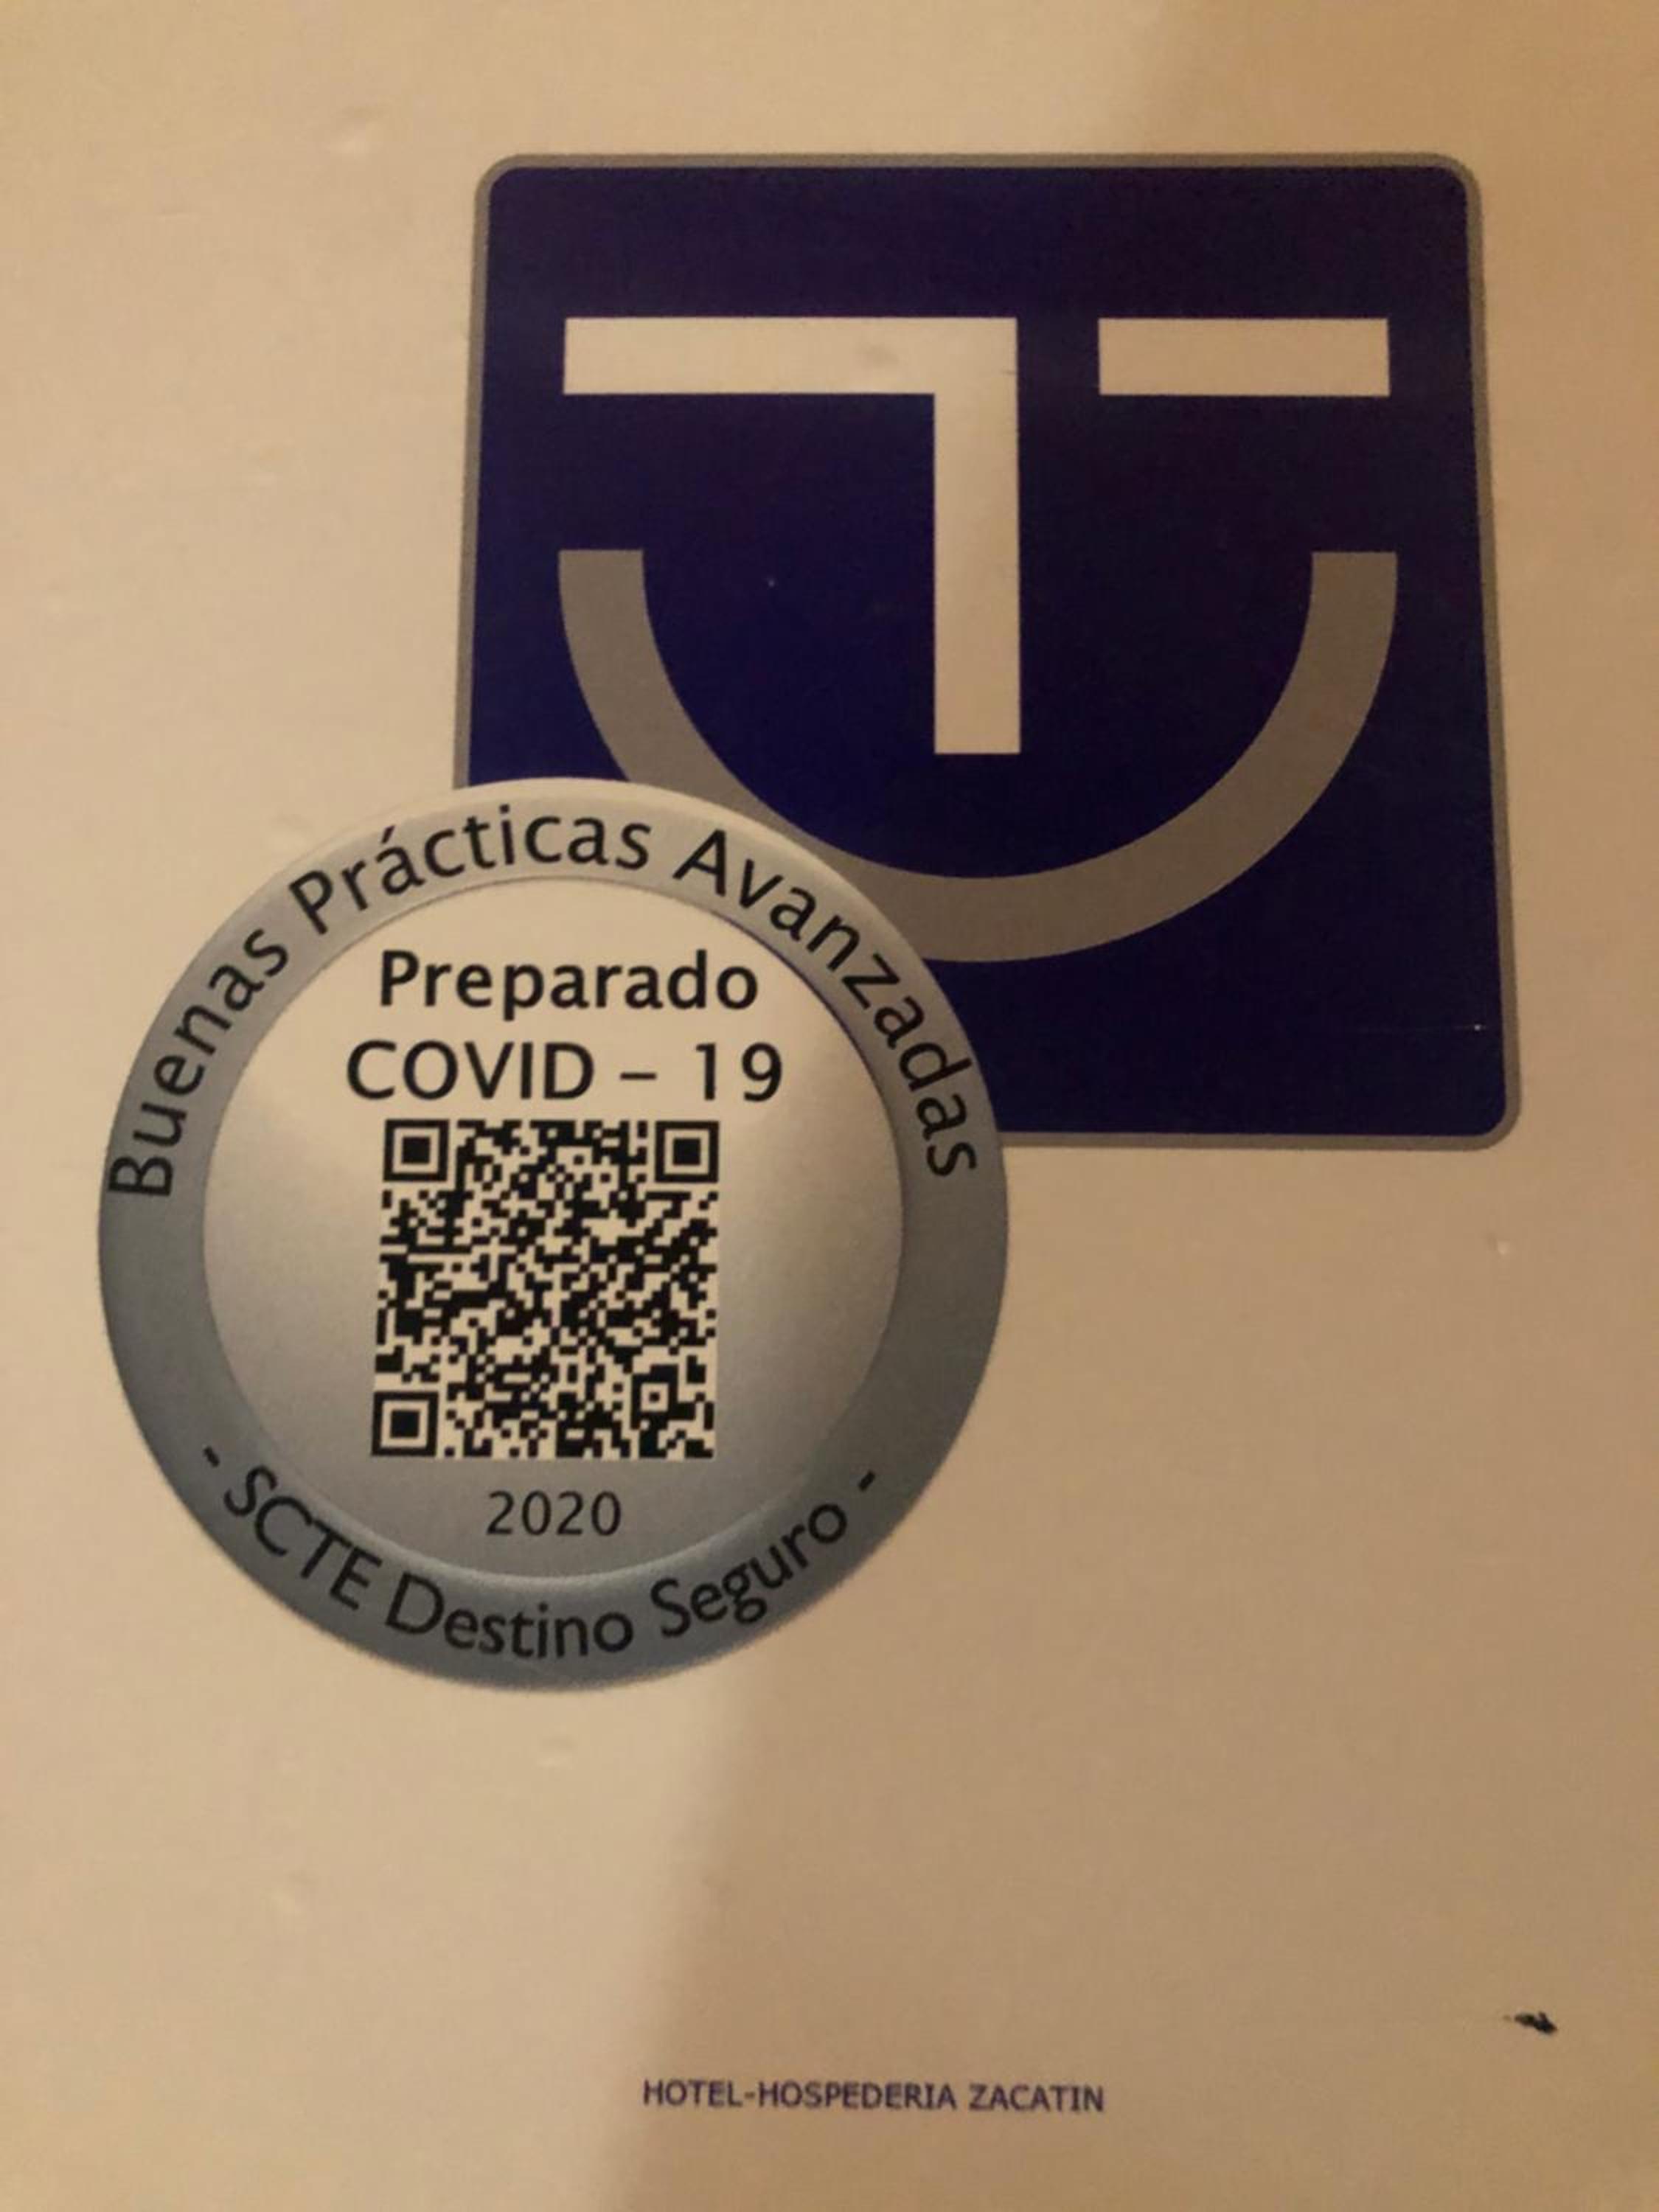 Buenas Prácticas Avanzadas
Preparado
COVID - 19
2020
- SCTE Destino Seguro -
HOTEL-HOSPEDERIA ZACATIN